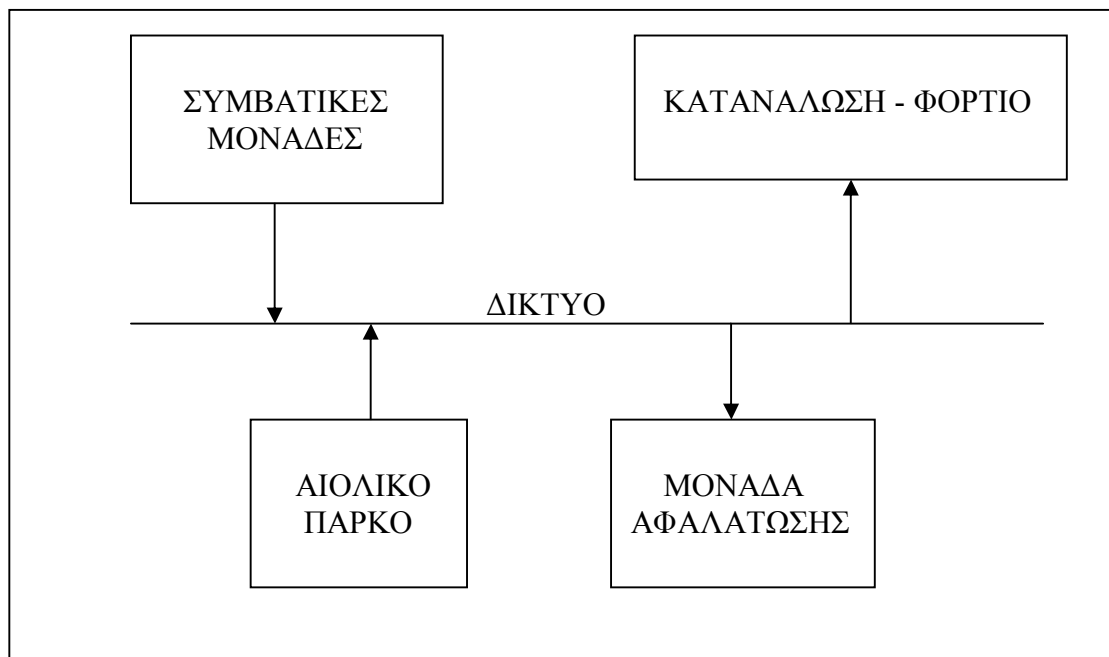 ΣΥΜΒΑΤΙΚΕΣ
ΜΟΝΑΔΕΣ
ΚΑΤΑΝΑΛΩΣΗ - ΦΟΡΤΙΟ
ΔΙΚΤΥΟ
ΑΙΟΛΙΚΟ
ΠΑΡΚΟ
ΜΟΝΑΔΑ
ΑΦΑΛΑΤΩΣΗΣ